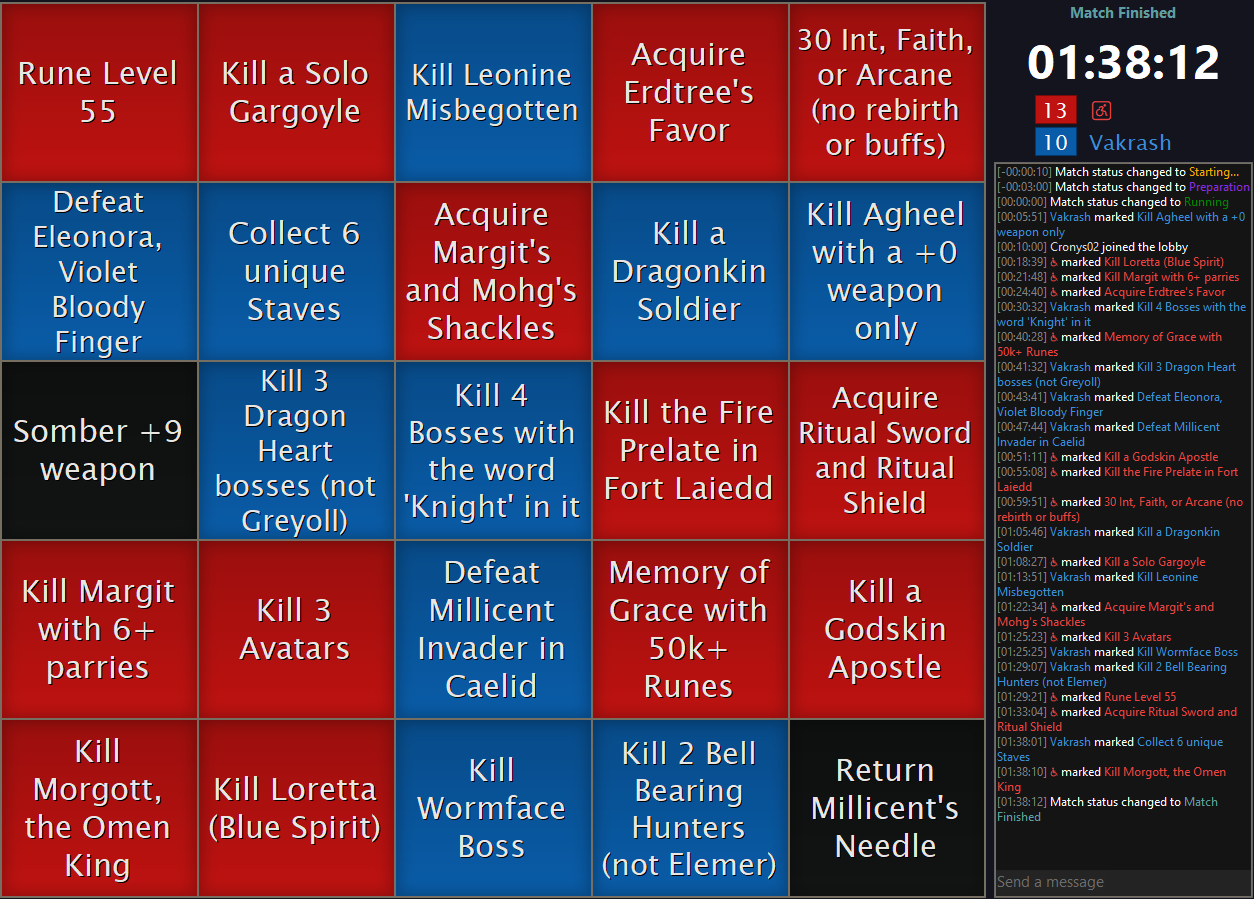 Rune Level
55
Kill a Solo
Gargoyle
Kill Leonine
Misbegotten
Acquire
Erdtree's
Favor
30 Int, Faith,
or Arcane
(no rebirth
or buffs)
Defeat
Eleonora,
Violet
Bloody
Finger
Collect 6
unique
Staves
Acquire
Margit's
and Mohg's
Shackles
Kill a
Dragonkin
Soldier
Kill Agheel
with a +0
weapon
only
Somber +9
weapon
Kill 3
Dragon
Heart
bosses (not
Greyoll)
Kill 4
Bosses with
the word
'Knight' in it
Kill the Fire
Prelate in
Fort Laiedd
Acquire
Ritual Sword
and Ritual
Shield
Kill Margit
with 6+
parries
Kill 3
Avatars
Defeat
Millicent
Invader in
Caelid
Memory of
Grace with
50k+
Runes
Kill a
Godskin
Apostle
Kill
Morgott,
the Omen
King
Kill Loretta
(Blue Spirit)
Kill
Wormface
Boss
Kill 2 Bell
Bearing
Hunters
(not Elemer)
Return
Millicent's
Needle
Match Finished
01:38:12
13 ♿
10 Vakrash
[-00:00:10] Match status changed to Starting...
[-00:03:00] Match status changed to Preparation
[00:00:00] Match status changed to Running
[00:05:51] Vakrash marked Kill Agheel with a +0
weapon only
[00:10:00] Cronys02 joined the lobby
[00:18:39] ♿ marked Kill Loretta (Blue Spirit)
[00:21:48] ♿ marked Kill Margit with 6+ parries
[00:24:40] ♿ marked Acquire Erdtree's Favor
[00:30:32] Vakrash marked Kill 4 Bosses with the
word 'Knight' in it
[00:40:28] ♿ marked Memory of Grace with
50k+ Runes
[00:41:32] Vakrash marked Kill 3 Dragon Heart
bosses (not Greyoll)
[00:43:41] Vakrash marked Defeat Eleonora,
Violet Bloody Finger
[00:47:44] Vakrash marked Defeat Millicent
Invader in Caelid
[00:51:11] ♿ marked Kill a Godskin Apostle
[00:55:08] ♿ marked Kill the Fire Prelate in Fort
Laiedd
[00:59:51] ♿ marked 30 Int, Faith, or Arcane (no
rebirth or buffs)
[01:05:46] Vakrash marked Kill a Dragonkin
Soldier
[01:08:27] ♿ marked Kill a Solo Gargoyle
[01:13:51] Vakrash marked Kill Leonine
Misbegotten
[01:22:34] ♿ marked Acquire Margit's and
Mohg's Shackles
[01:25:23] ♿ marked Kill 3 Avatars
[01:25:25] Vakrash marked Kill Wormface Boss
[01:29:07] Vakrash marked Kill 2 Bell Bearing
Hunters (not Elemer)
[01:29:21] ♿ marked Rune Level 55
[01:33:04] ♿ marked Acquire Ritual Sword and
Ritual Shield
[01:38:01] Vakrash marked Collect 6 unique
Staves
[01:38:10] ♿ marked Kill Morgott, the Omen
King
[01:38:12] Match status changed to Match
Finished
Send a message